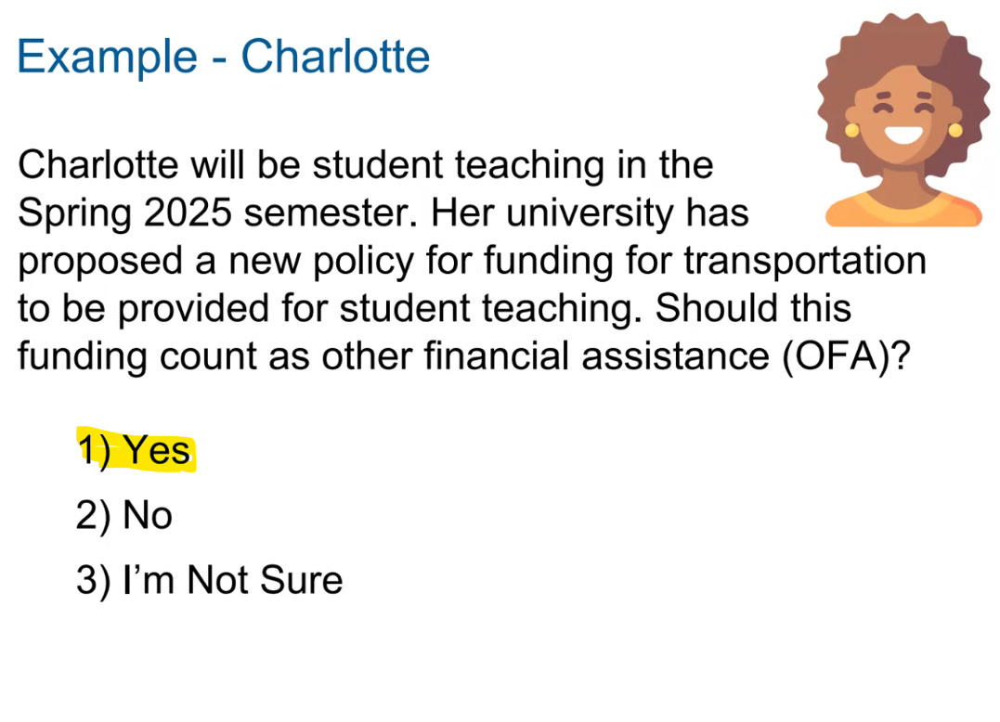 Example - Charlotte
Charlotte will be student teaching in the
Spring 2025 semester. Her university has
proposed a new policy for funding for transportation
to be provided for student teaching. Should this
funding count as other financial assistance (OFA)?
1) Yes
2) No
3) I’m Not Sure